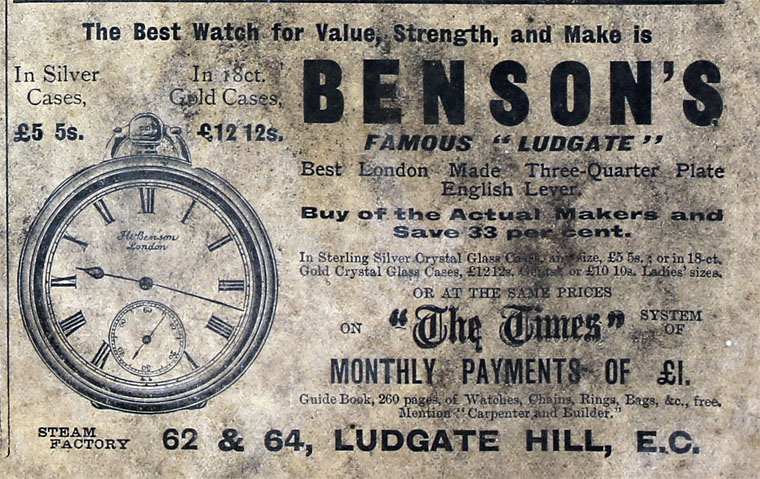 The Best Watch for Value, Strength, and Make is
In Silver
Cases,
£5 5s.
In 18ct.
Gold Cases,
£12 12s.
BENSON'S
FAMOUS "LUDGATE"
Best London Made Three-Quarter Plate
English Lever.
Buy of the Actual Makers and
Save 33 per cent.
In Sterling Silver Crystal Glass Cases, any size, £5 5s.; or in 18-ct.
Gold Crystal Glass Cases, £12 12s. Gents.' or £10 10s. Ladies' sizes.
OR AT THE SAME PRICES
ON "The Times" SYSTEM OF
MONTHLY PAYMENTS OF £1.
Guide Book, 260 pages, of Watches, Chains, Rings, Bags, &c., free.
Mention "Carpenter and Builder."
J.W. Benson
London
STEAM
FACTORY
62 & 64, LUDGATE HILL, E.C.